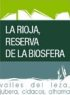 LA RIOJA,
RESERVA
DE LA BIOSFERA
valles del leza,
jubera, cidacos, alhama